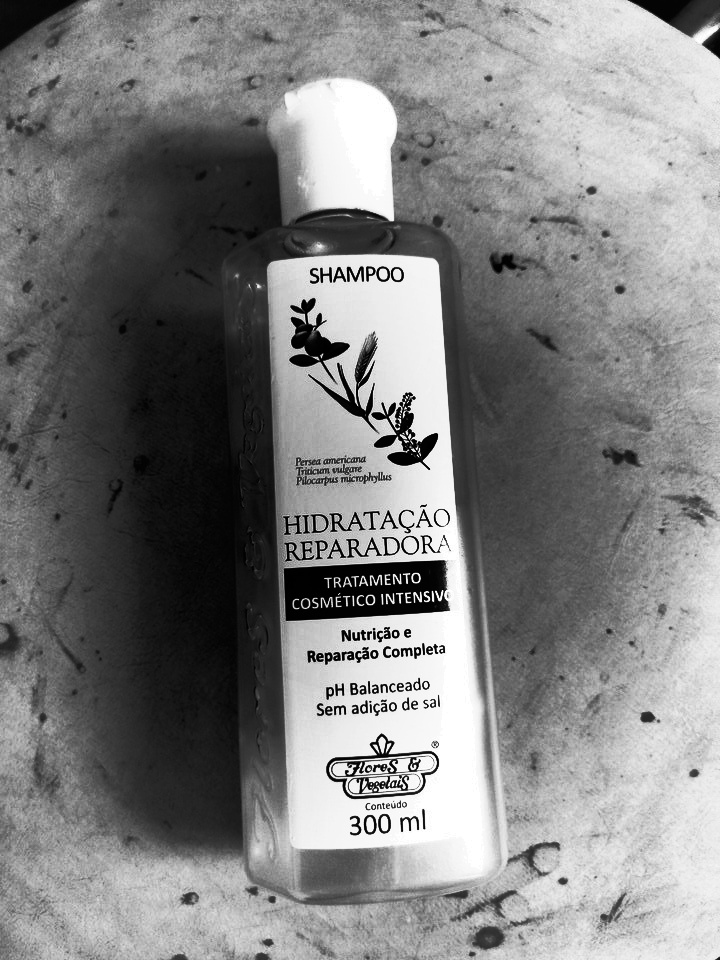 SHAMPOO
Persea americana
Triticum vulgare
Pilocarpus microphyllus
HIDRATAÇÃO
REPARADORA
TRATAMENTO
COSMÉTICO INTENSIVO
Nutrição e
Reparação Completa
pH Balanceado
Sem adição de sal
Flores &
Vegetais
®
Conteúdo
300 ml